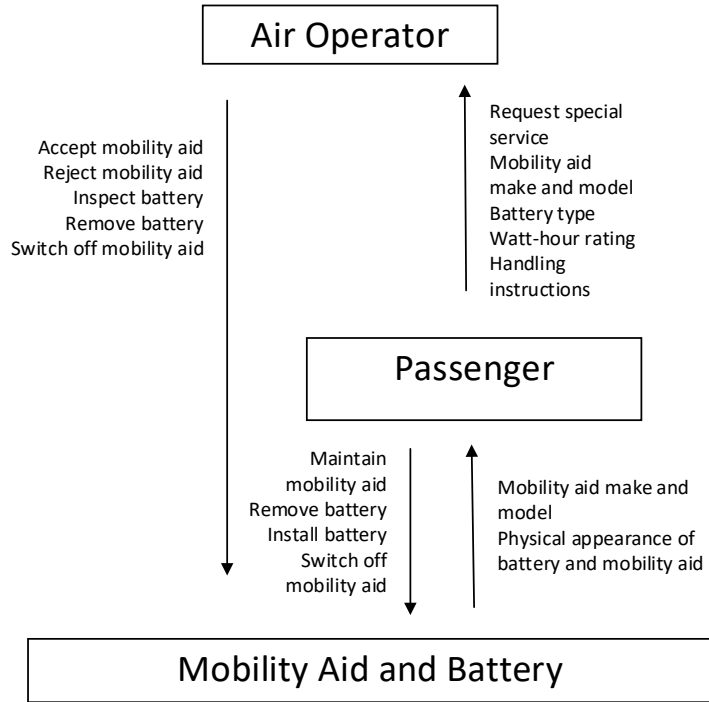 Air Operator
Accept mobility aid
Reject mobility aid
Inspect battery
Remove battery
Switch off mobility aid
Request special
service
Mobility aid
make and model
Battery type
Watt-hour rating
Handling
instructions
Passenger
Maintain
mobility aid
Remove battery
Install battery
Switch off
mobility aid
Mobility aid make and
model
Physical appearance of
battery and mobility aid
Mobility Aid and Battery